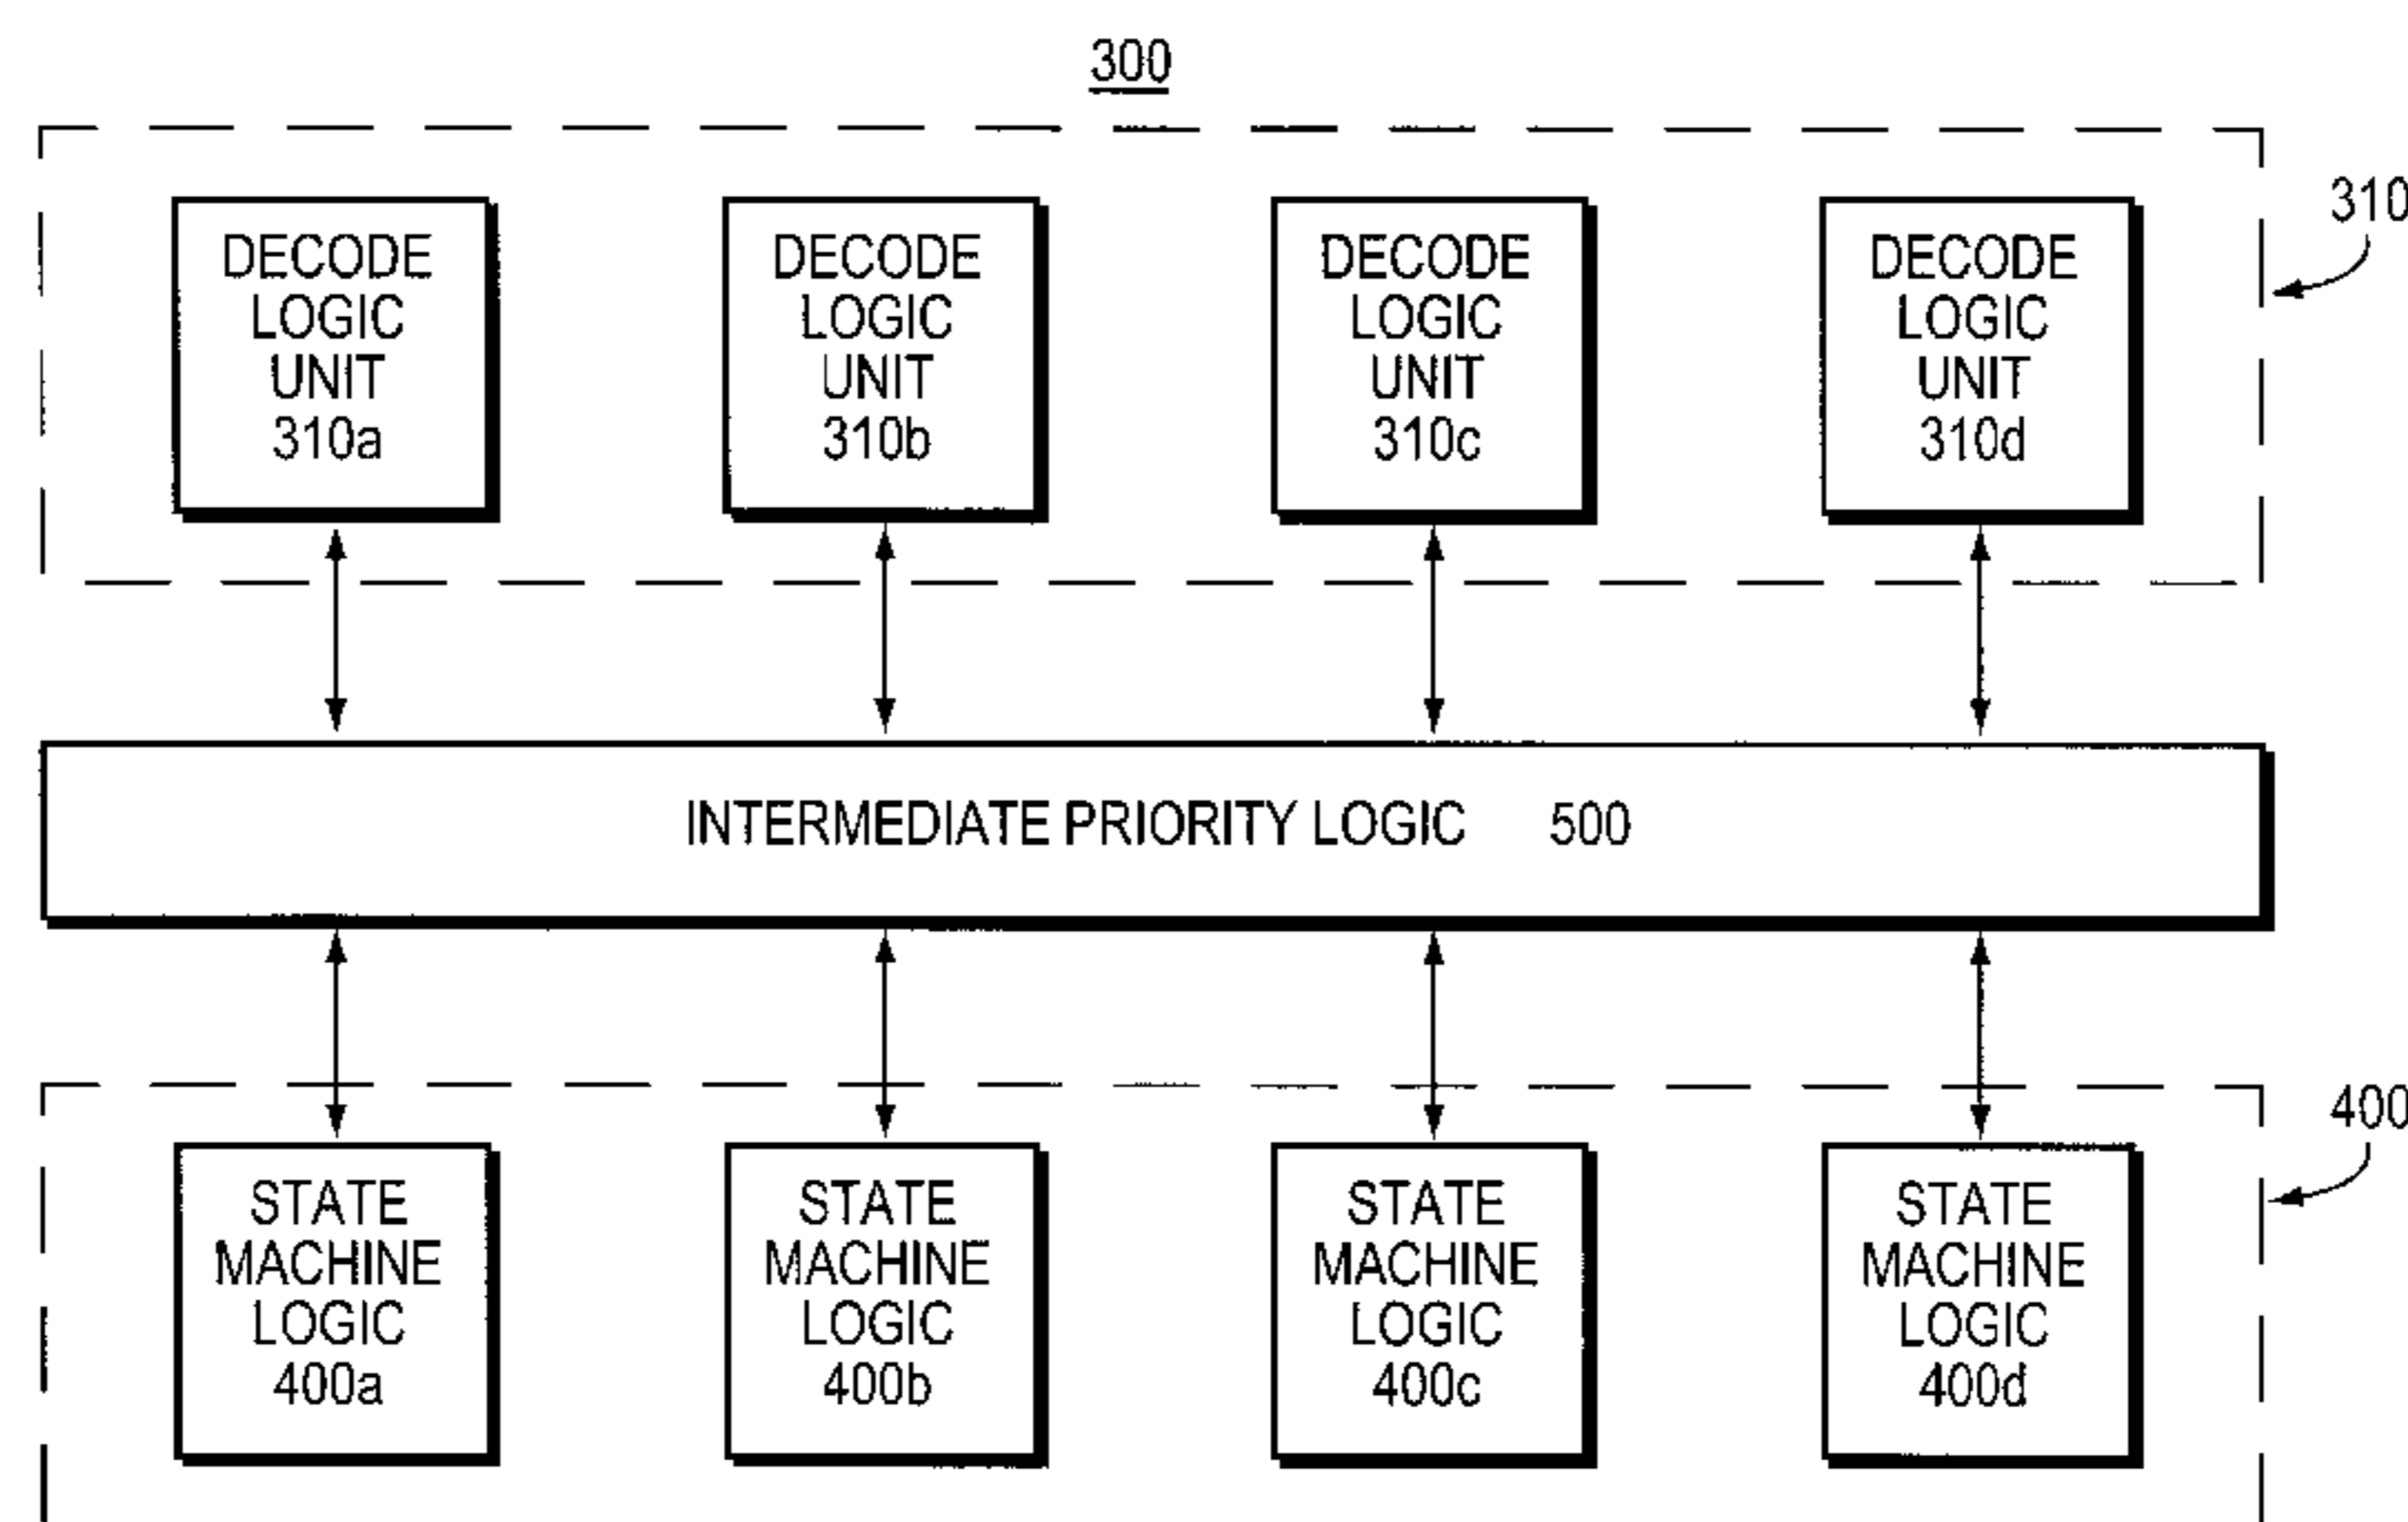 300
310
DECODE
LOGIC
UNIT
310a
DECODE
LOGIC
UNIT
310b
DECODE
LOGIC
UNIT
310c
DECODE
LOGIC
UNIT
310d
INTERMEDIATE PRIORITY LOGIC 500
400
STATE
MACHINE
LOGIC
400a
STATE
MACHINE
LOGIC
400b
STATE
MACHINE
LOGIC
400c
STATE
MACHINE
LOGIC
400d